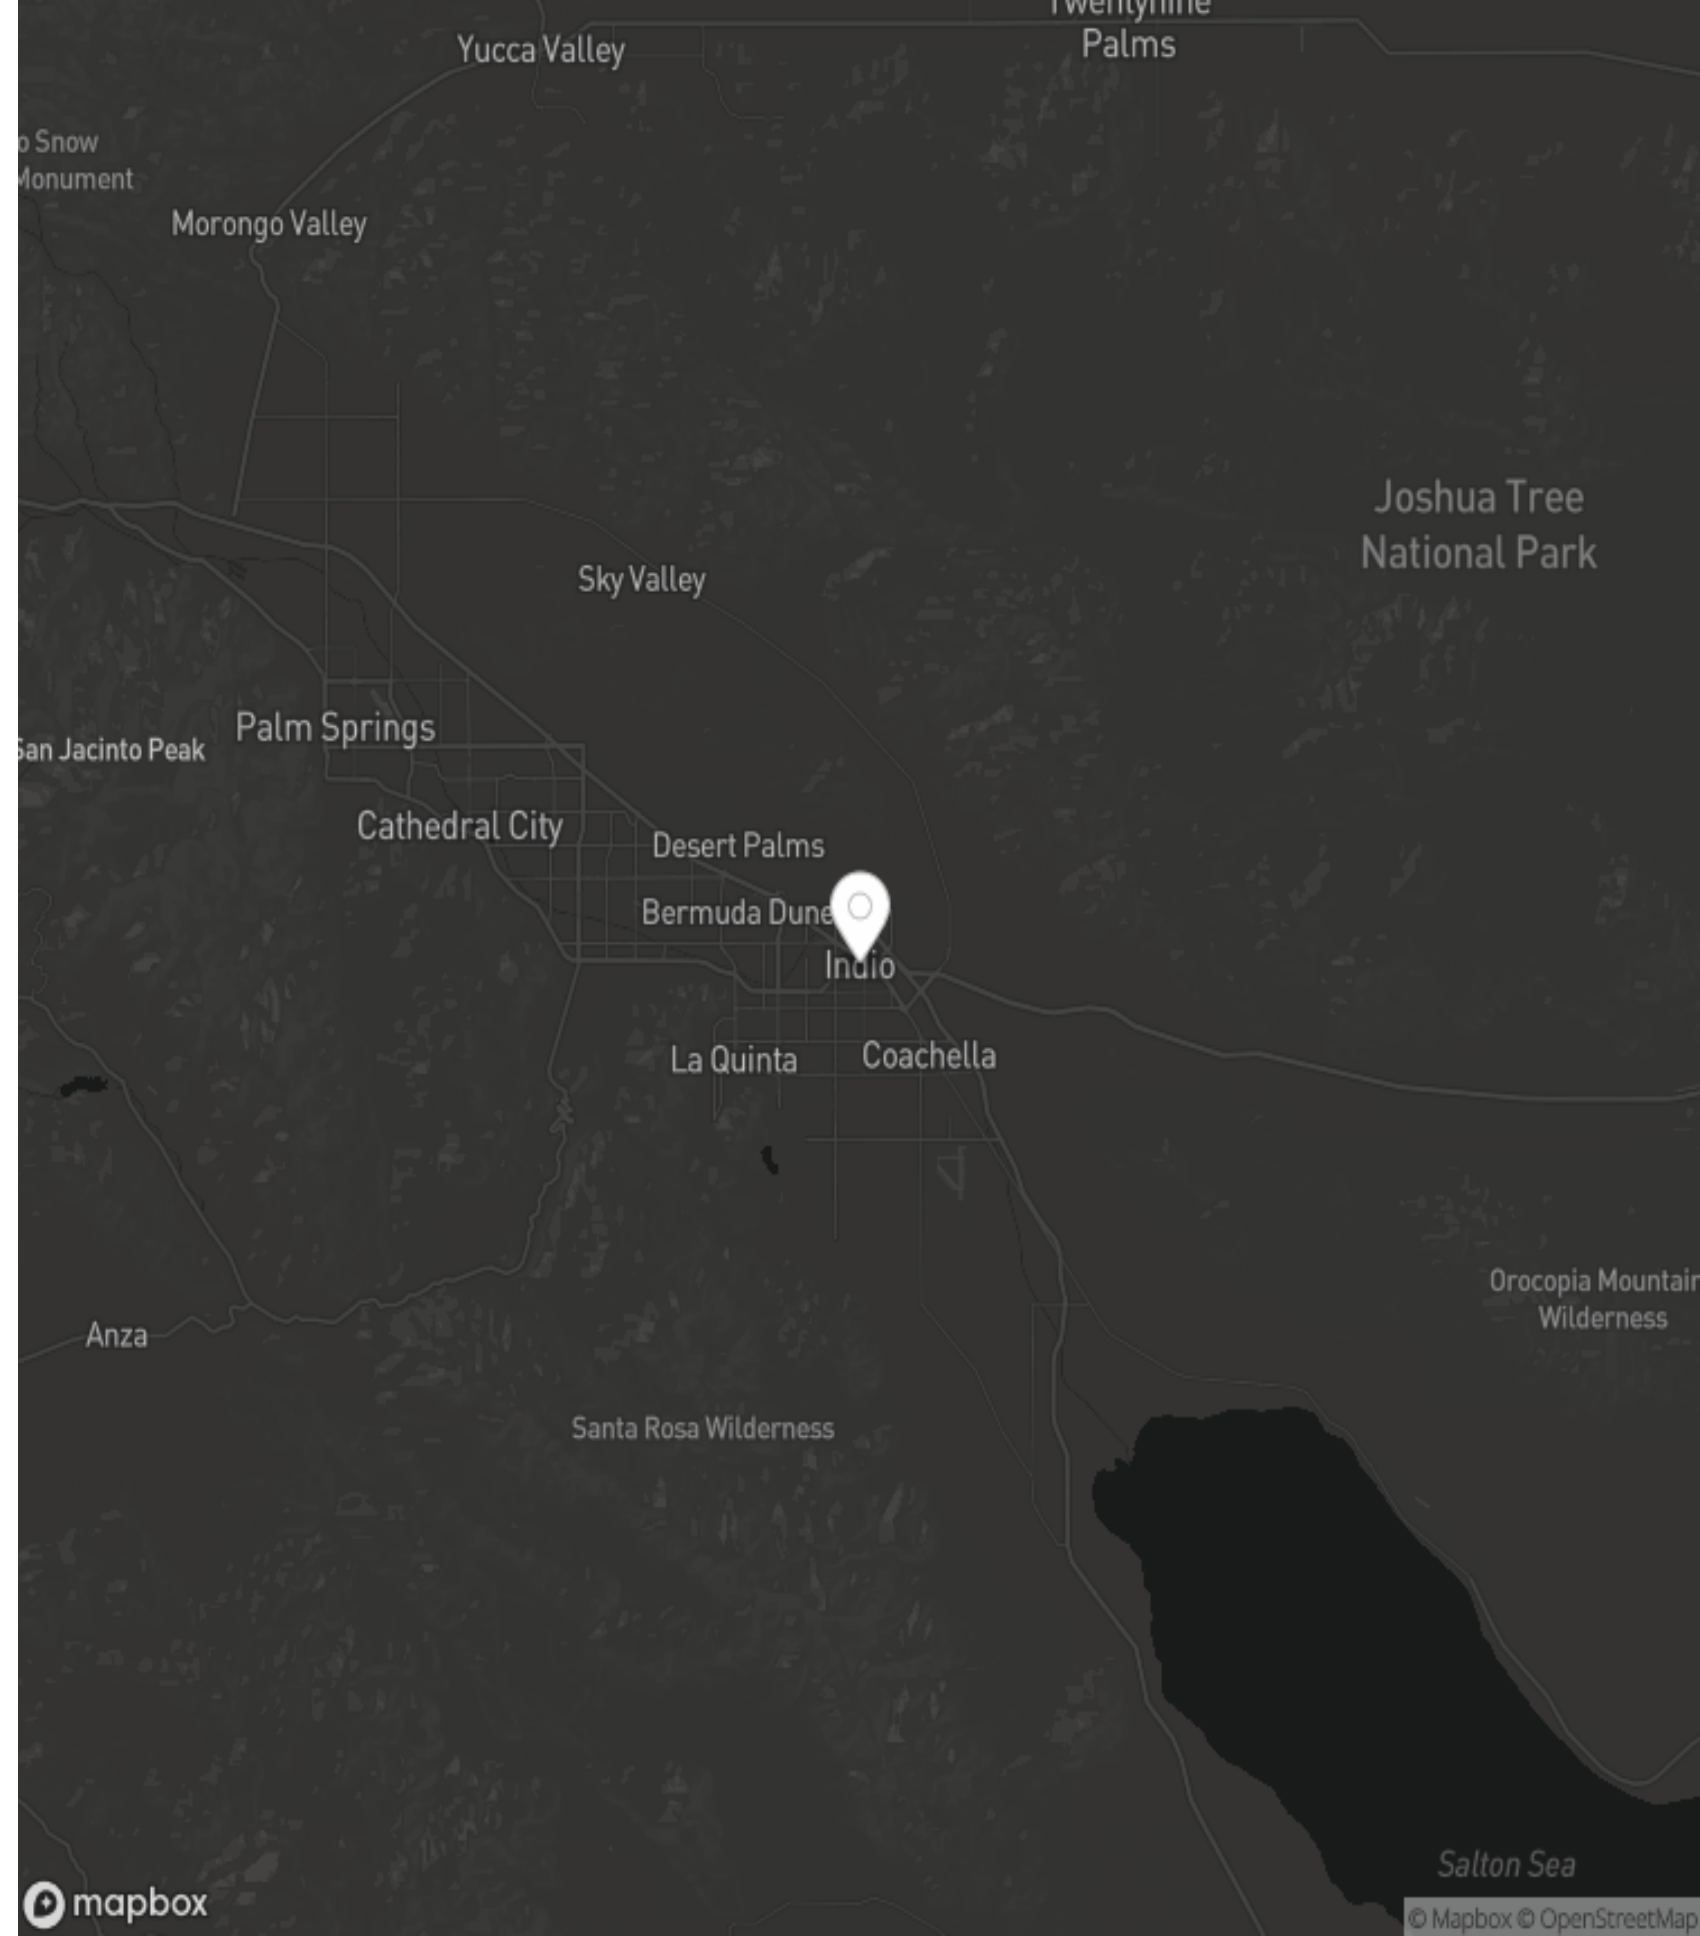 Twentynine
Palms
Yucca Valley
o Snow
Monument
Morongo Valley
Joshua Tree
National Park
Sky Valley
Palm Springs
San Jacinto Peak
Cathedral City
Desert Palms
Bermuda Dune
Indio
La Quinta
Coachella
Orocopia Mountain
Wilderness
Anza
Santa Rosa Wilderness
Salton Sea
mapbox
© Mapbox © OpenStreetMap